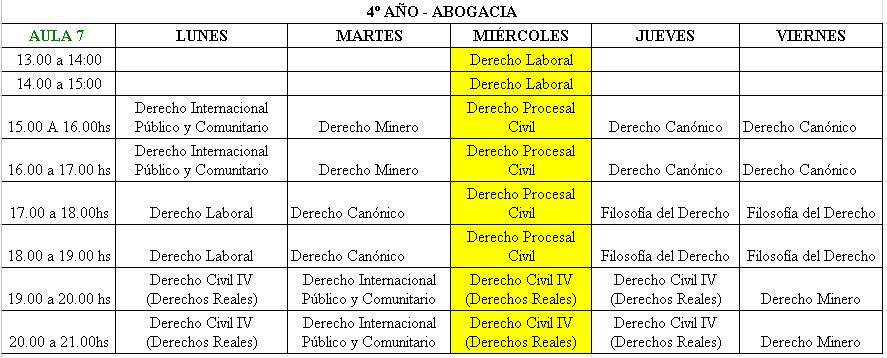 4º AÑO - ABOGACIA
AULA 7 LUNES MARTES MIÉRCOLES JUEVES VIERNES
13.00 a 14:00 Derecho Laboral
14.00 a 15:00 Derecho Laboral
Derecho Internacional Derecho Procesal
15.00 A 16.00hs Público y Comunitario Derecho Minero Civil Derecho Canónico Derecho Canónico
Derecho Internacional Derecho Procesal
16.00 a 17.00 hs Público y Comunitario Derecho Minero Civil Derecho Canónico Derecho Canónico
Derecho Procesal
17.00 a 18.00hs Derecho Laboral Derecho Canónico Civil Filosofía del Derecho Filosofía del Derecho
Derecho Procesal
18.00 a 19.00 hs Derecho Laboral Derecho Canónico Civil Filosofía del Derecho Filosofía del Derecho
Derecho Civil IV Derecho Internacional Derecho Civil IV Derecho Civil IV
19.00 a 20.00 hs (Derechos Reales) Público y Comunitario (Derechos Reales) (Derechos Reales) Derecho Minero
Derecho Civil IV Derecho Internacional Derecho Civil IV Derecho Civil IV
20.00 a 21.00hs (Derechos Reales) Público y Comunitario (Derechos Reales) (Derechos Reales) Derecho Minero